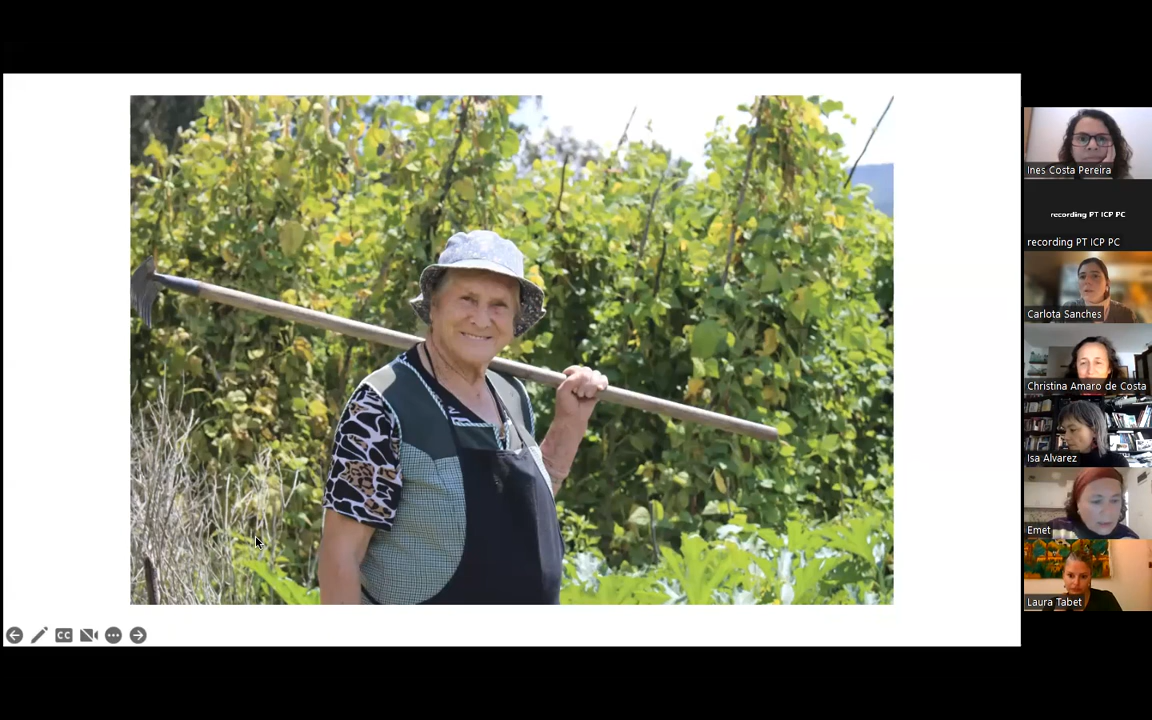 Ines Costa Pereira
recording PT ICP PC
recording PT ICP PC
Carlota Sanches
Christina Amaro de Costa
Isa Alvarez
Emet
Laura Tabet
CC